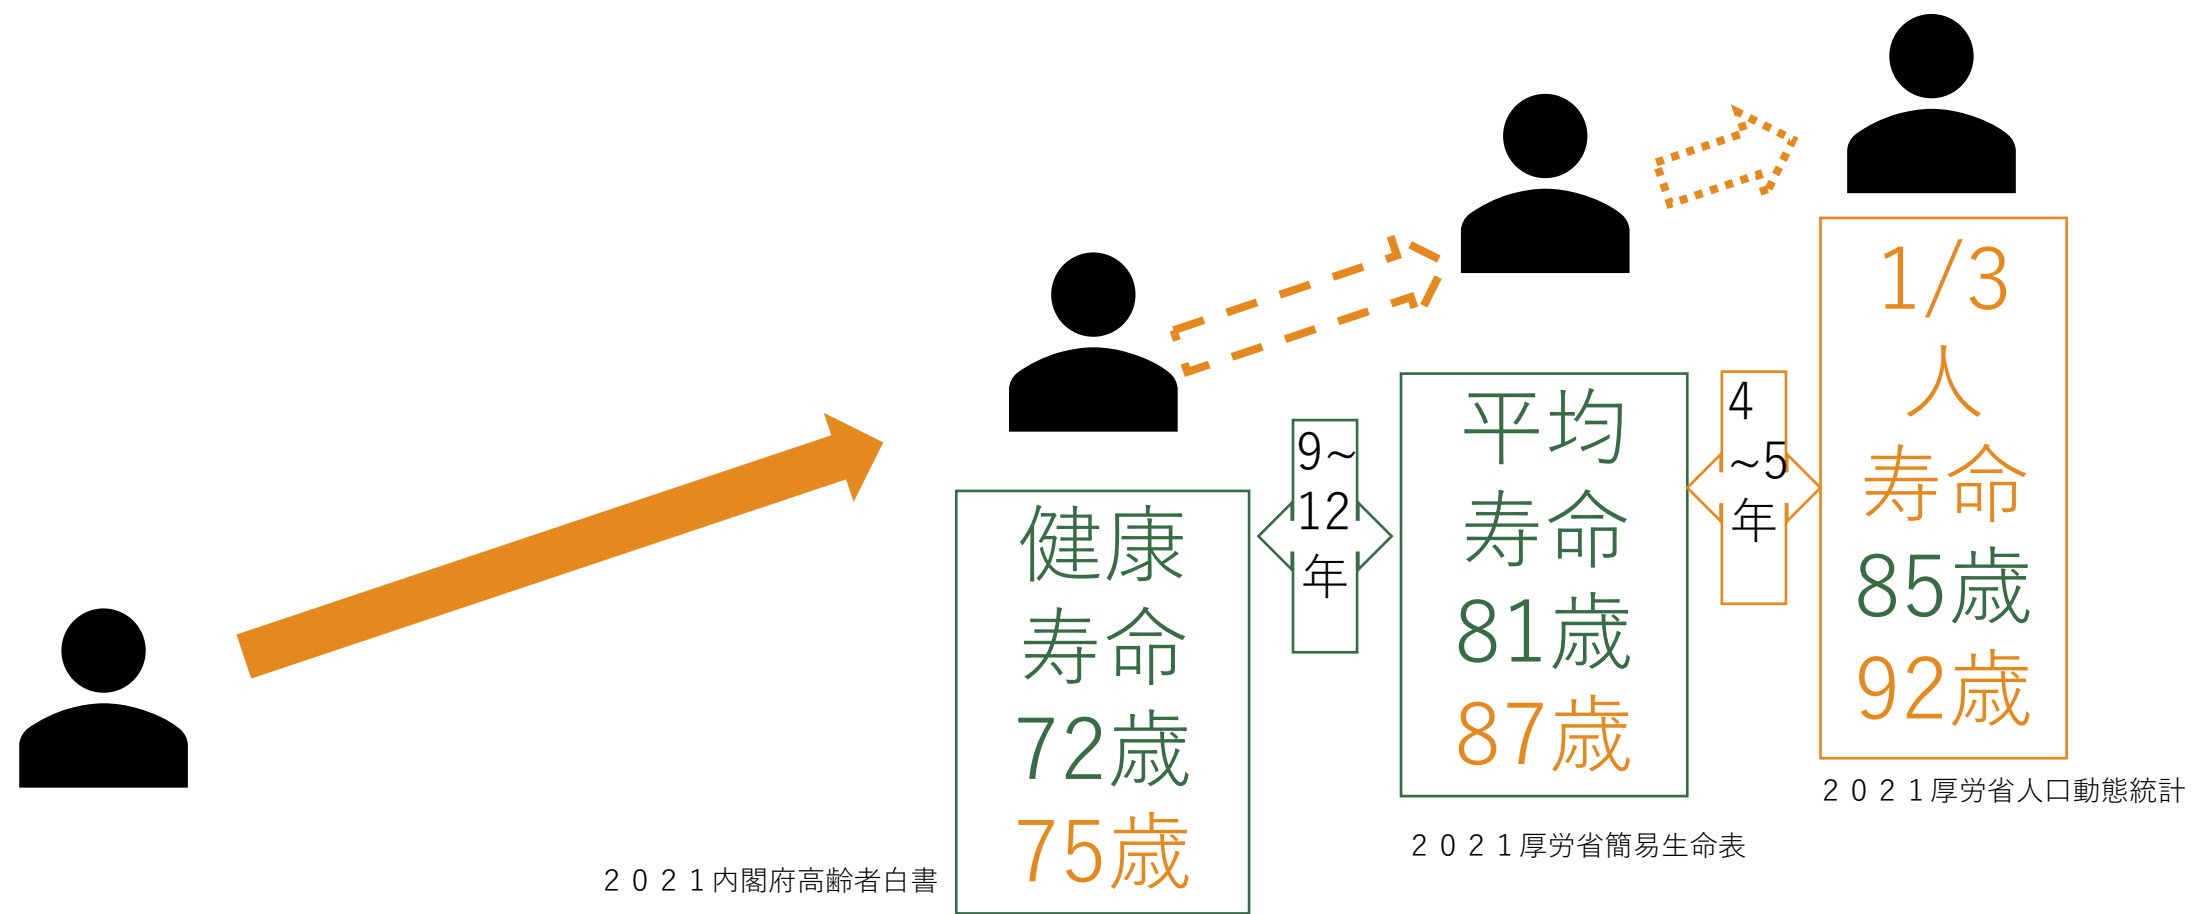 健康
寿命
72歳
75歳
２０２１内閣府高齢者白書
9~
12
年
平均
寿命
81歳
87歳
２０２１厚労省簡易生命表
4
~5
年
1/3
人
寿命
85歳
92歳
２０２１厚労省人口動態統計